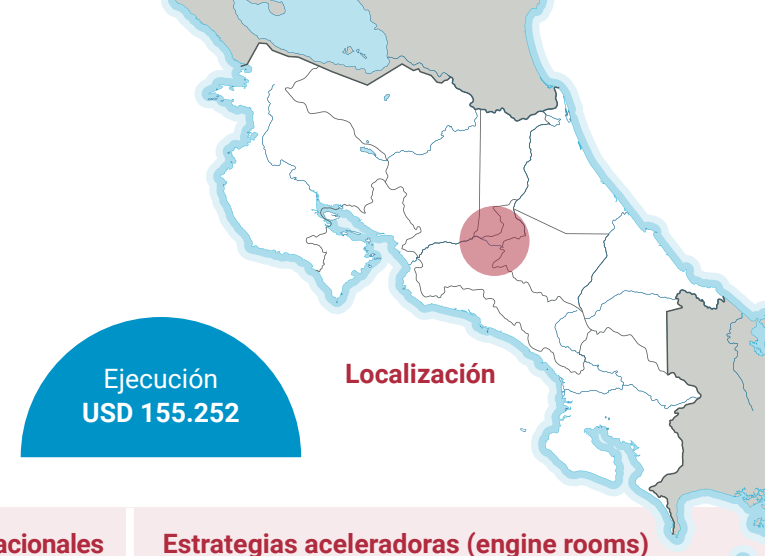 Ejecución
USD 155.252
Localización
acionales
Estrategias aceleradoras (engine rooms)